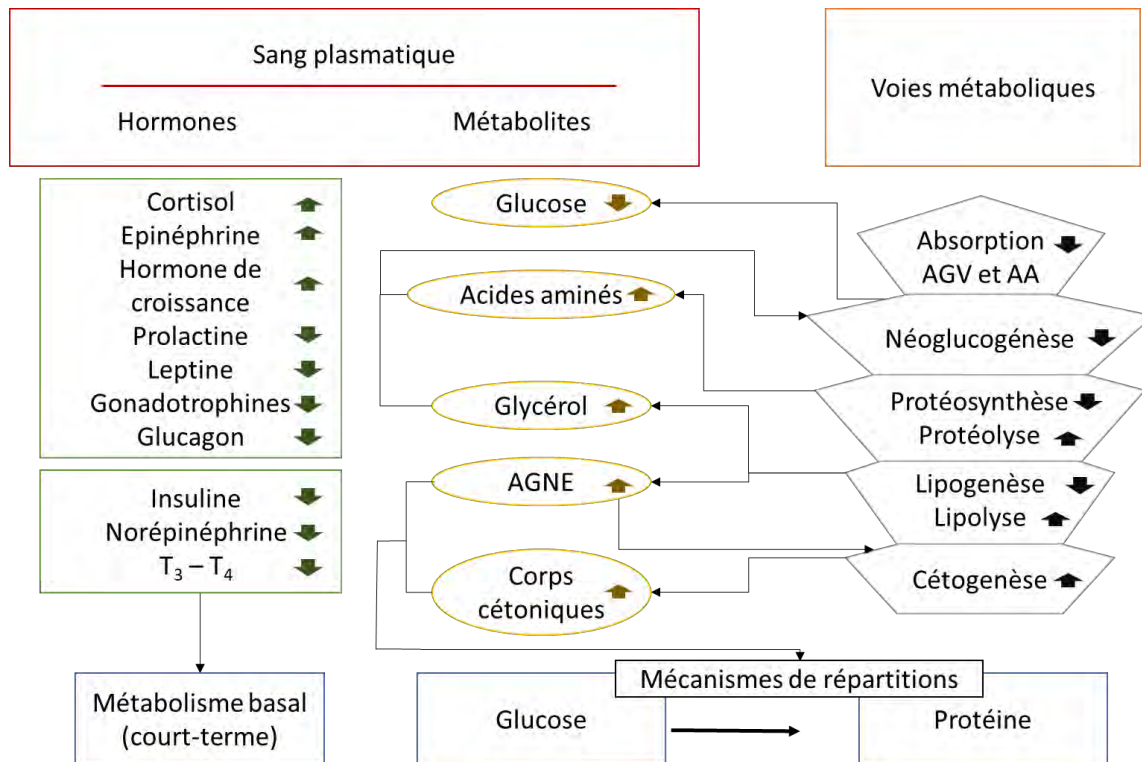 Sang plasmatique
Hormones
Métabolites
Voies métaboliques
Cortisol
Epinéphrine
Hormone de
croissance
Prolactine
Leptine
Gonadotrophines
Glucagon
Insuline
Norépinéphrine
T₃ – T₄
Métabolisme basal
(court-terme)
Glucose
Acides aminés
Glycérol
AGNE
Corps
cétoniques
Absorption
AGV et AA
Néoglucogénèse
Protéosynthèse
Protéolyse
Lipogenèse
Lipolyse
Cétogenèse
Mécanismes de répartitions
Glucose
Protéine